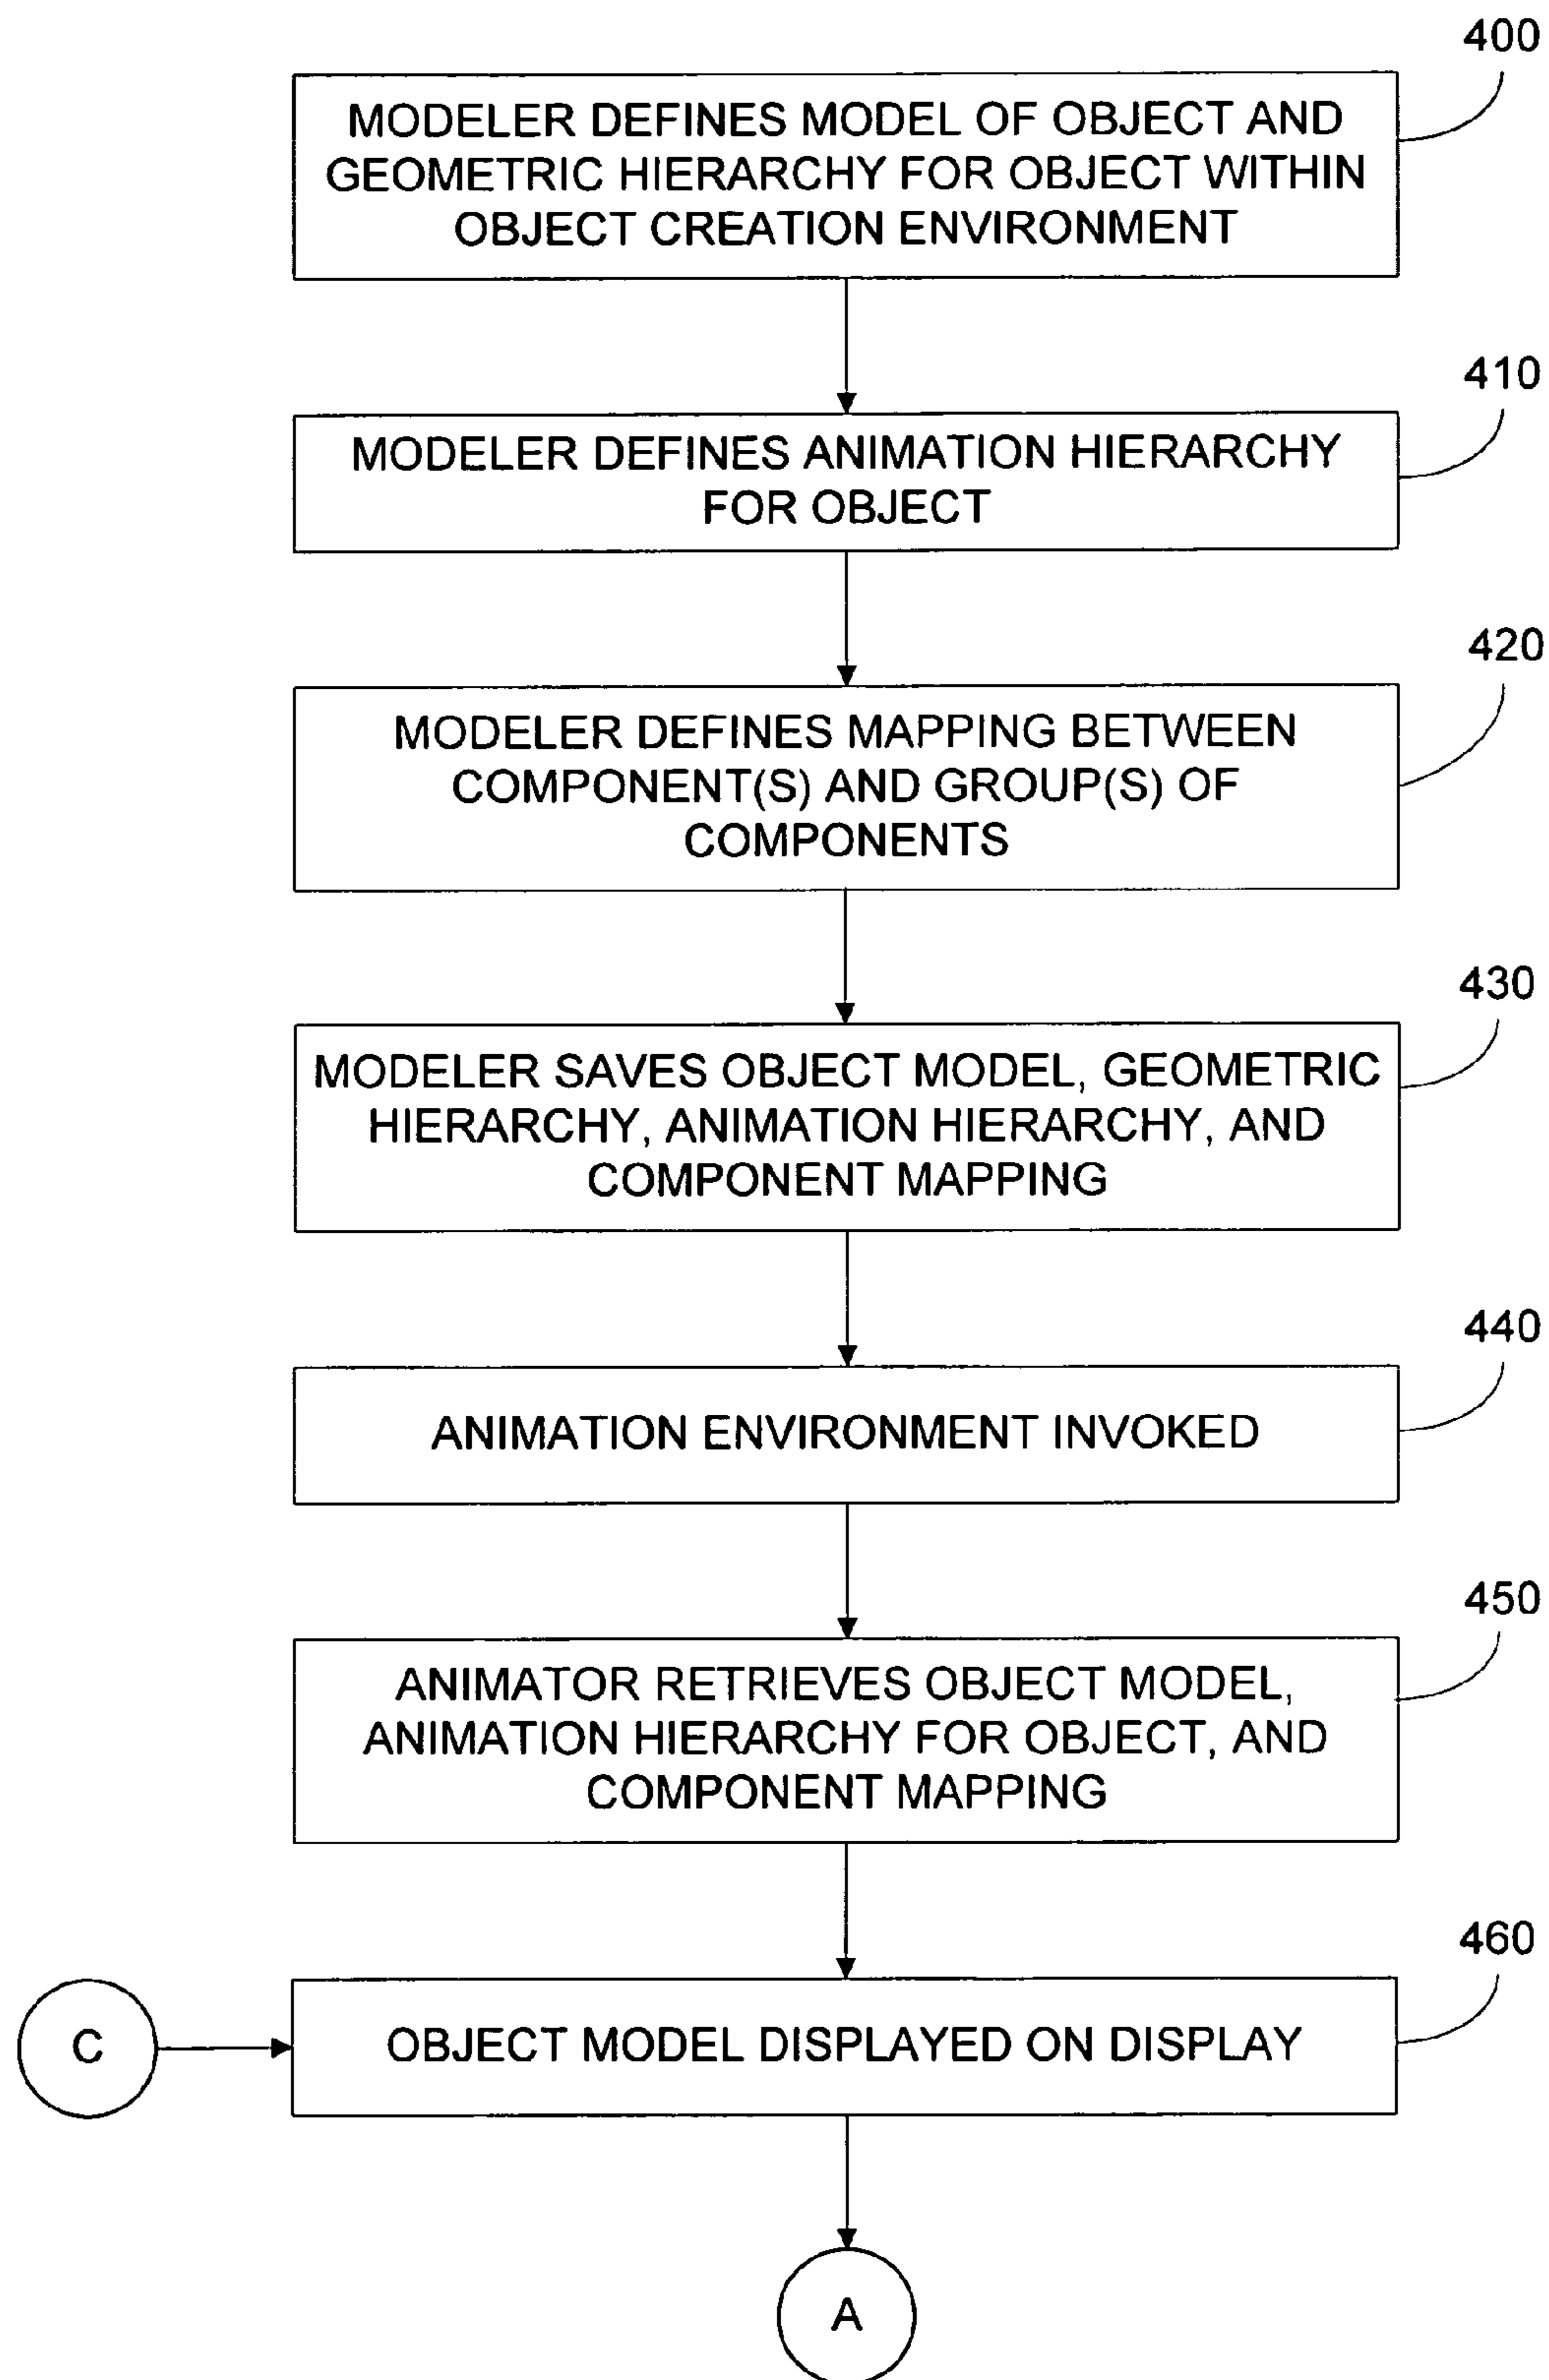 400
MODELER DEFINES MODEL OF OBJECT AND
GEOMETRIC HIERARCHY FOR OBJECT WITHIN
OBJECT CREATION ENVIRONMENT
410
MODELER DEFINES ANIMATION HIERARCHY
FOR OBJECT
420
MODELER DEFINES MAPPING BETWEEN
COMPONENT(S) AND GROUP(S) OF
COMPONENTS
430
MODELER SAVES OBJECT MODEL, GEOMETRIC
HIERARCHY, ANIMATION HIERARCHY, AND
COMPONENT MAPPING
440
ANIMATION ENVIRONMENT INVOKED
450
ANIMATOR RETRIEVES OBJECT MODEL,
ANIMATION HIERARCHY FOR OBJECT, AND
COMPONENT MAPPING
460
C
OBJECT MODEL DISPLAYED ON DISPLAY
A